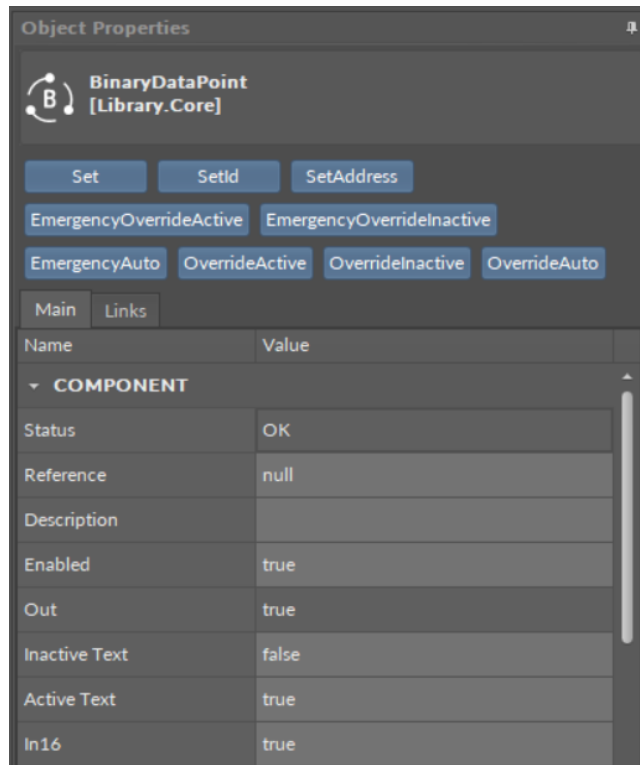 Object Properties
B
BinaryDataPoint
[Library.Core]
Set SetId SetAddress
EmergencyOverrideActive EmergencyOverrideInactive
EmergencyAuto OverrideActive OverrideInactive OverrideAuto
Main Links
Name Value
COMPONENT
Status OK
Reference null
Description
Enabled true
Out true
Inactive Text false
Active Text true
In16 true